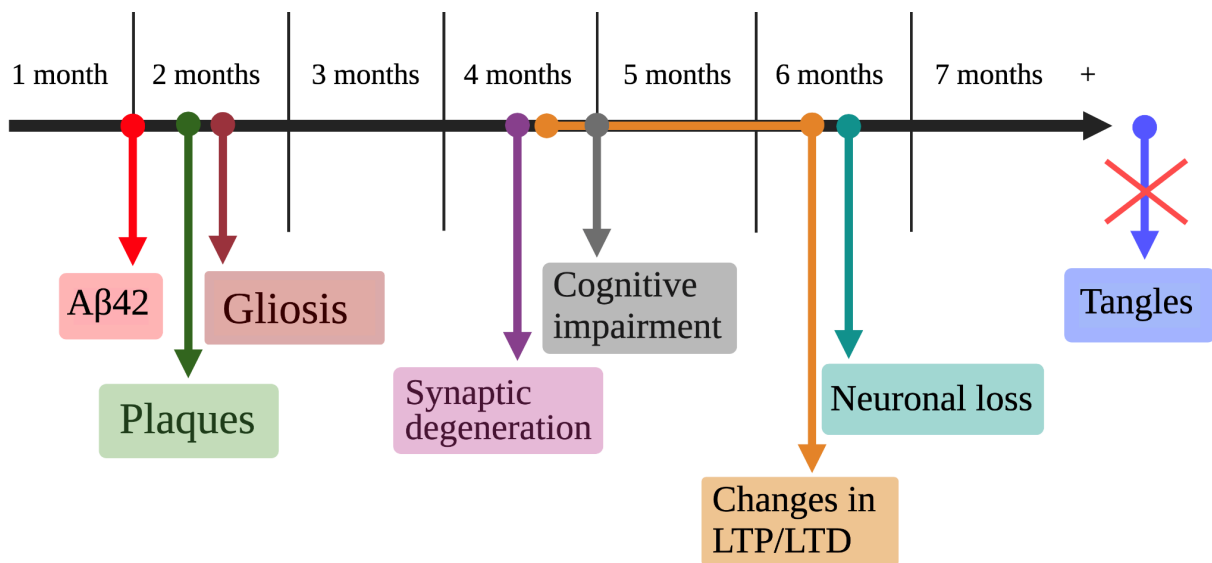 1 month
2 months
3 months
4 months
5 months
6 months
7 months
+
Aβ42
Gliosis
Plaques
Synaptic
degeneration
Cognitive
impairment
Changes in
LTP/LTD
Neuronal loss
Tangles